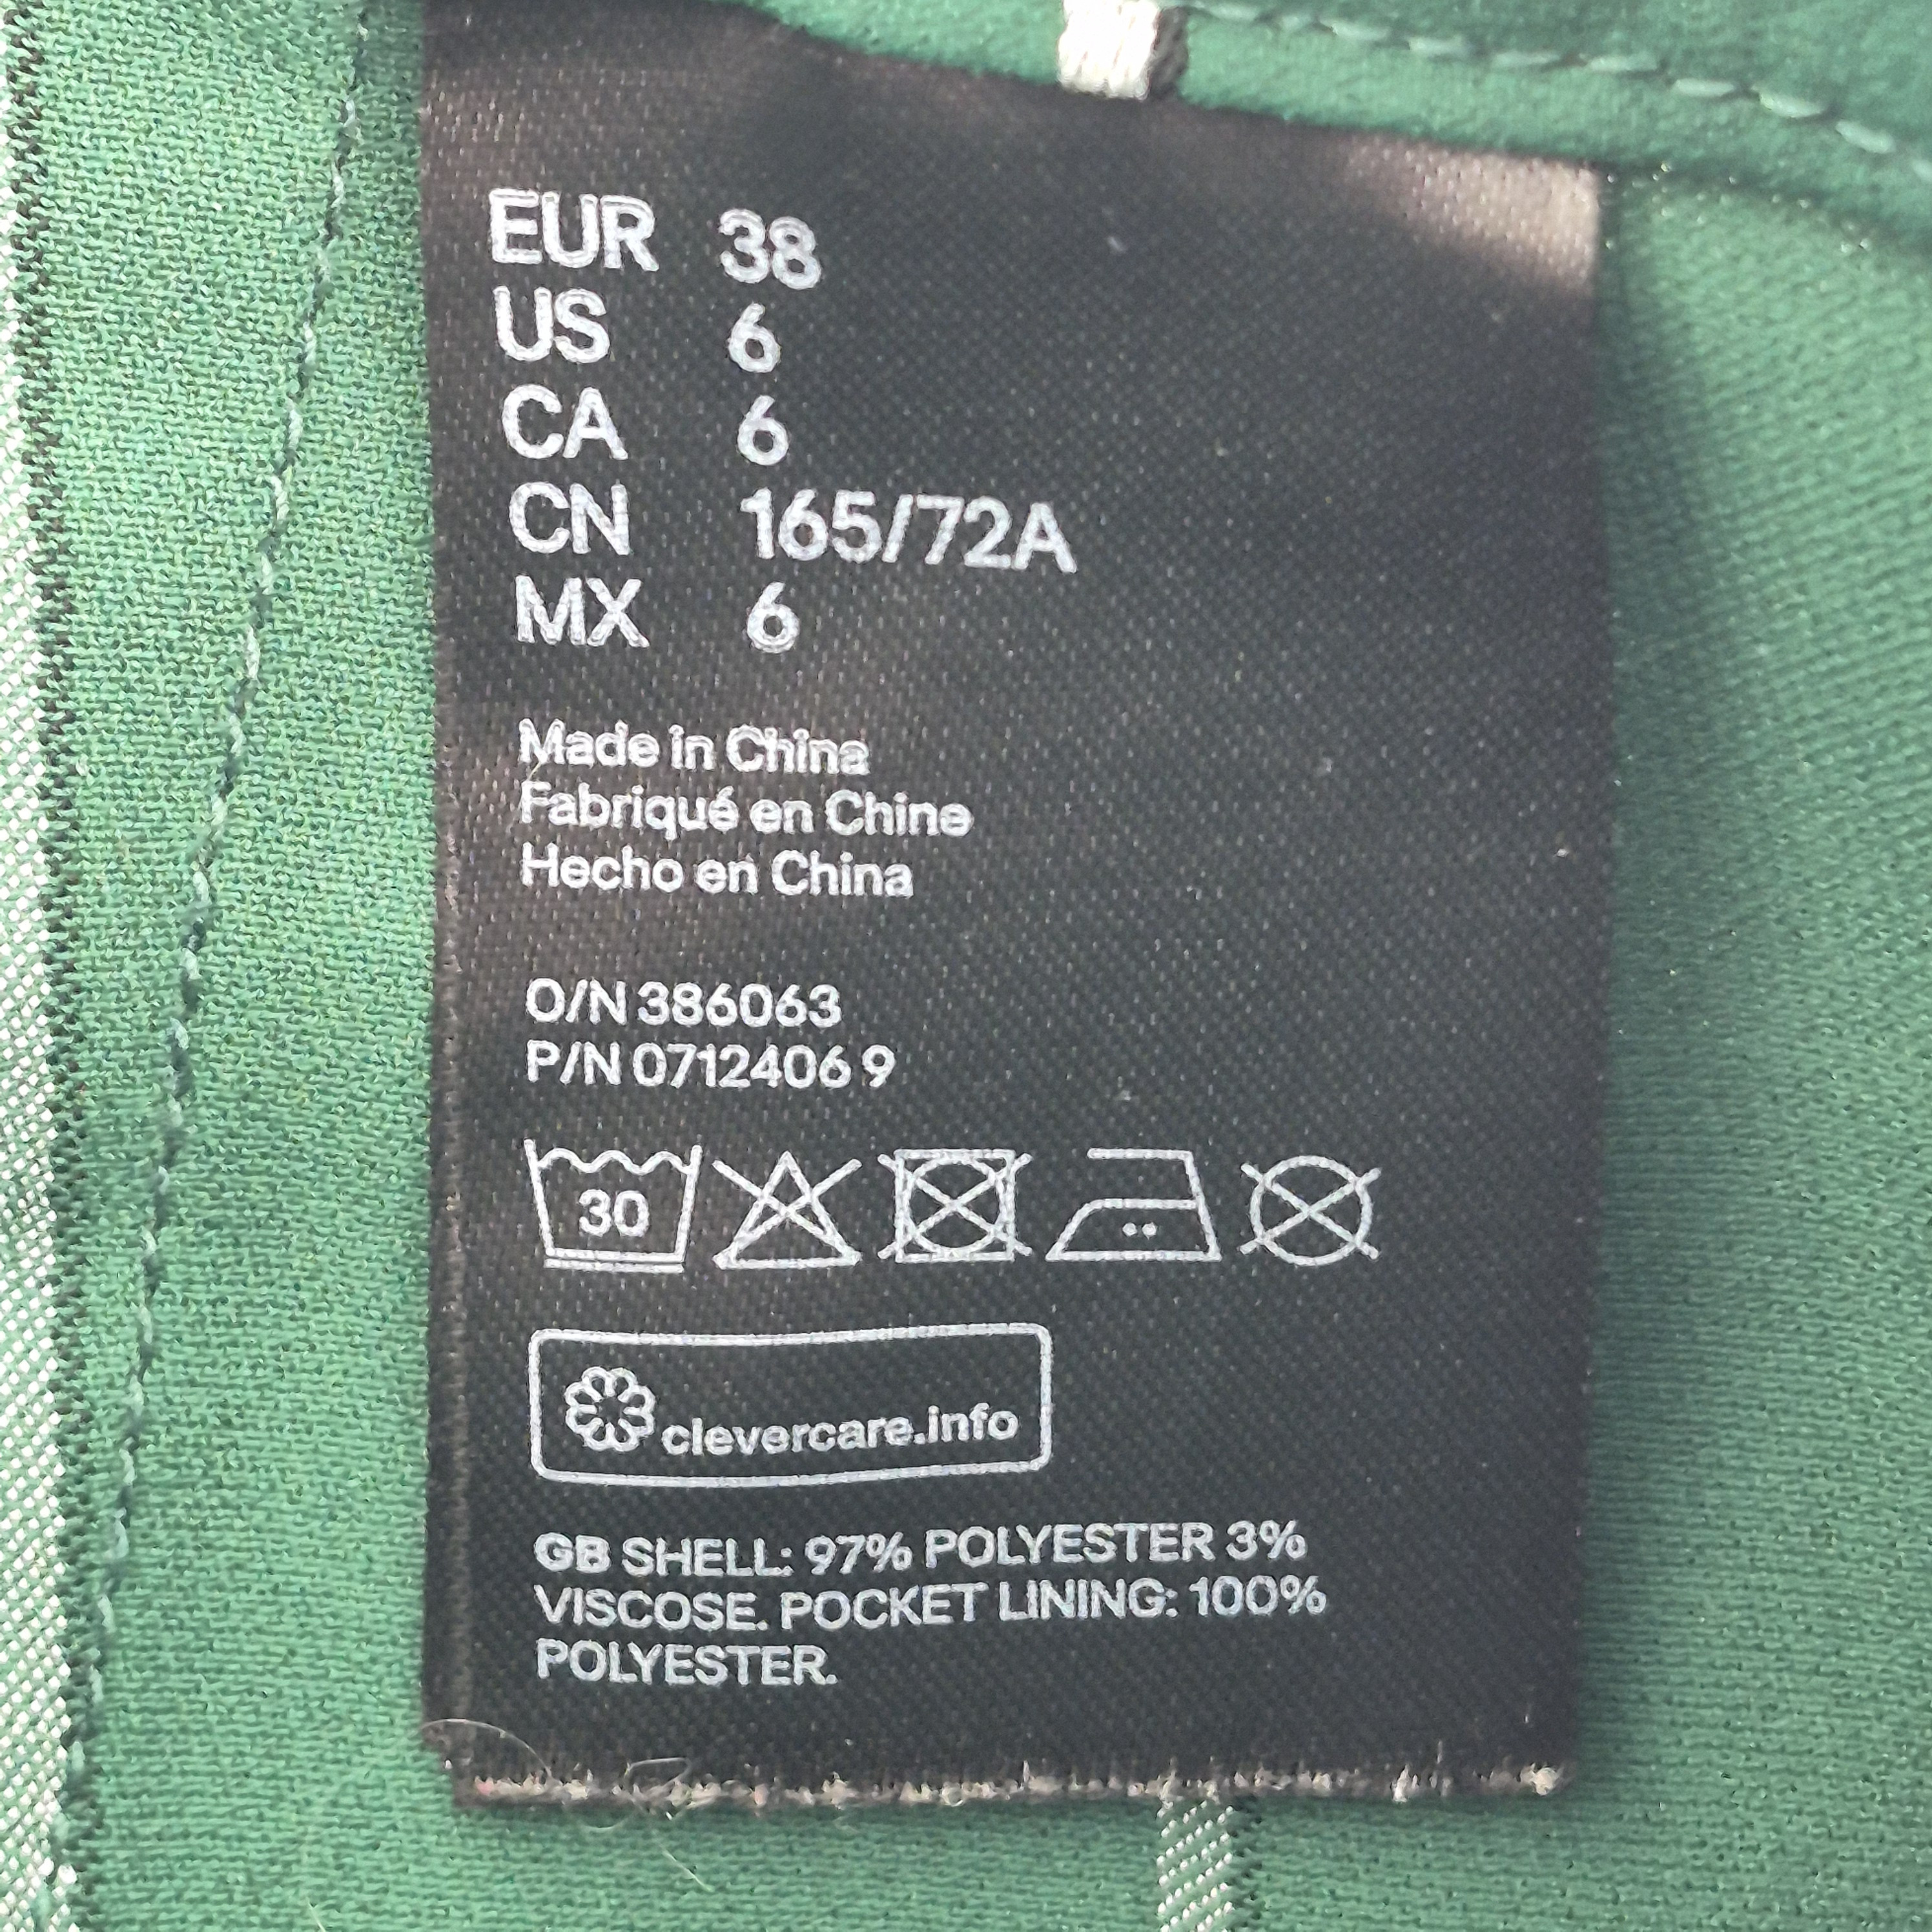 EUR 38
US 6
CA 6
CN 165/72A
MX 6
Made in China
Fabriqué en Chine
Hecho en China
O/N 386063
P/N 0712406 9
30
clevercare.info
GB SHELL: 97% POLYESTER 3%
VISCOSE. POCKET LINING: 100%
POLYESTER.